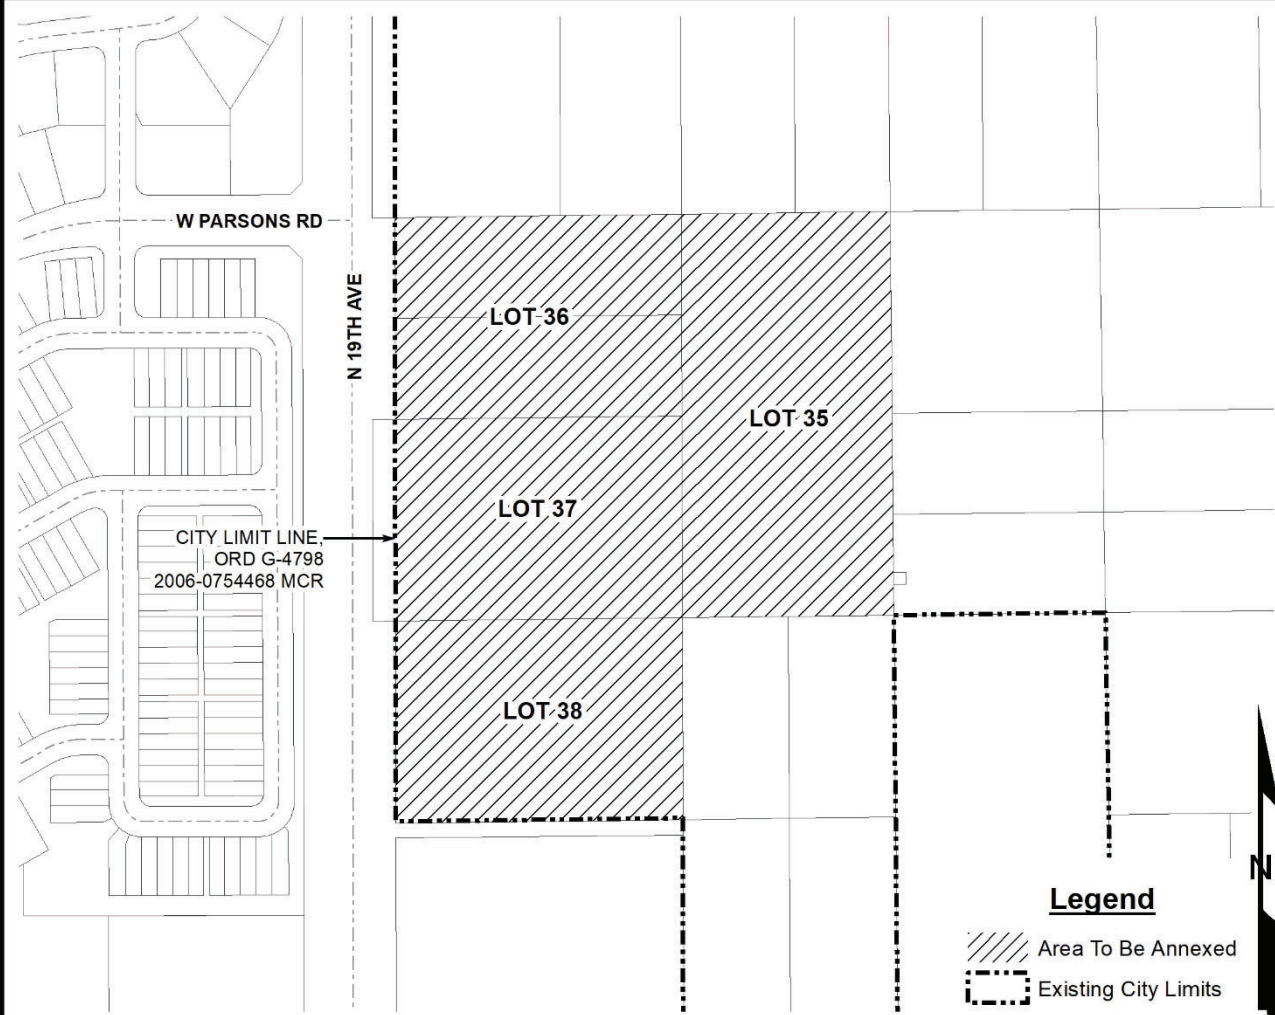 W PARSONS RD
N 19TH AVE
LOT 36
LOT 35
LOT 37
CITY LIMIT LINE,
ORD G-4798
2006-0754468 MCR
LOT 38
N
Legend
Area To Be Annexed
Existing City Limits